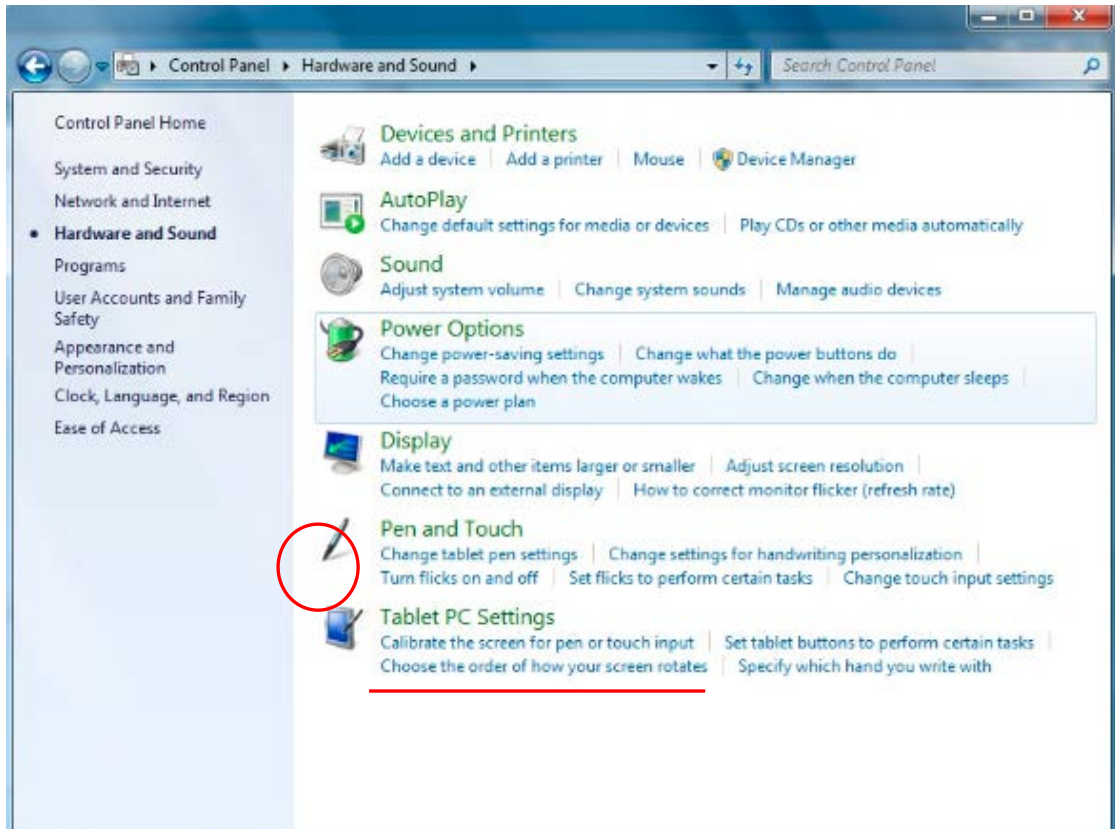 Control Panel ▸ Hardware and Sound ▸
Search Control Panel
Control Panel Home
System and Security
Network and Internet
Hardware and Sound
Programs
User Accounts and Family
Safety
Appearance and
Personalization
Clock, Language, and Region
Ease of Access
Devices and Printers
Add a device | Add a printer | Mouse | Device Manager
AutoPlay
Change default settings for media or devices | Play CDs or other media automatically
Sound
Adjust system volume | Change system sounds | Manage audio devices
Power Options
Change power-saving settings | Change what the power buttons do |
Require a password when the computer wakes | Change when the computer sleeps |
Choose a power plan
Display
Make text and other items larger or smaller | Adjust screen resolution |
Connect to an external display | How to correct monitor flicker (refresh rate)
Pen and Touch
Change tablet pen settings | Change settings for handwriting personalization |
Turn flicks on and off | Set flicks to perform certain tasks | Change touch input settings
Tablet PC Settings
Calibrate the screen for pen or touch input | Set tablet buttons to perform certain tasks |
Choose the order of how your screen rotates | Specify which hand you write with